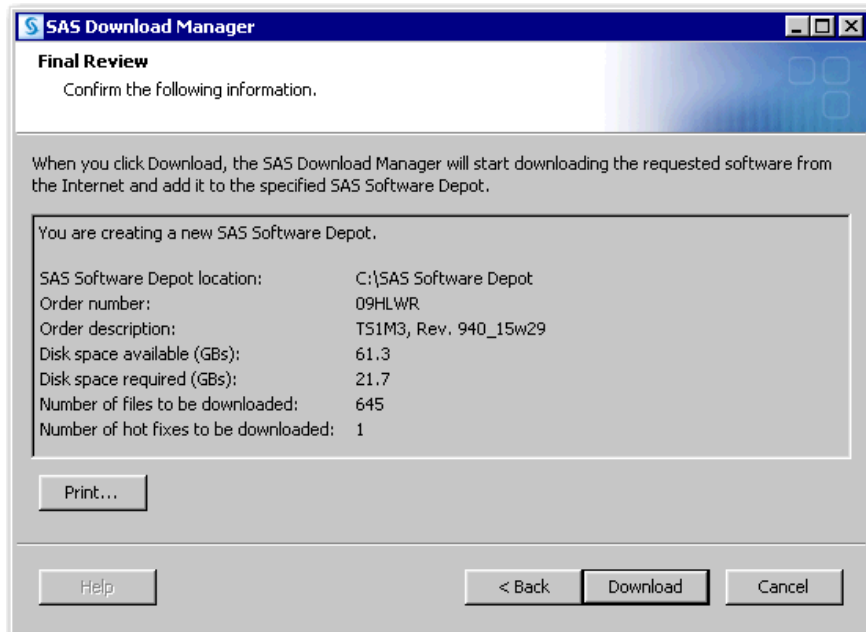 SAS Download Manager
Final Review
Confirm the following information.
When you click Download, the SAS Download Manager will start downloading the requested software from
the Internet and add it to the specified SAS Software Depot.
You are creating a new SAS Software Depot.
SAS Software Depot location: C:\SAS Software Depot
Order number: 09HLWR
Order description: TS1M3, Rev. 940_15w29
Disk space available (GBs): 61.3
Disk space required (GBs): 21.7
Number of files to be downloaded: 645
Number of hot fixes to be downloaded: 1
Print...
Help < Back Download Cancel